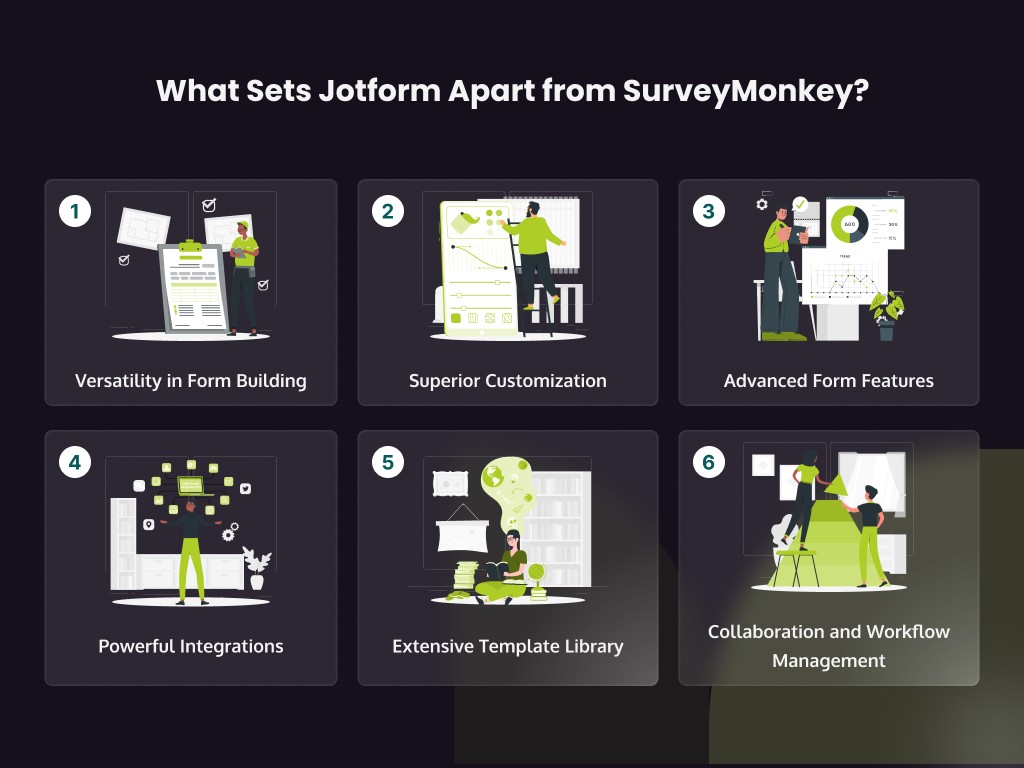 What Sets Jotform Apart from SurveyMonkey?
1
Versatility in Form Building
2
Superior Customization
3
600
Advanced Form Features
4
Powerful Integrations
5
Extensive Template Library
6
Collaboration and Workflow
Management